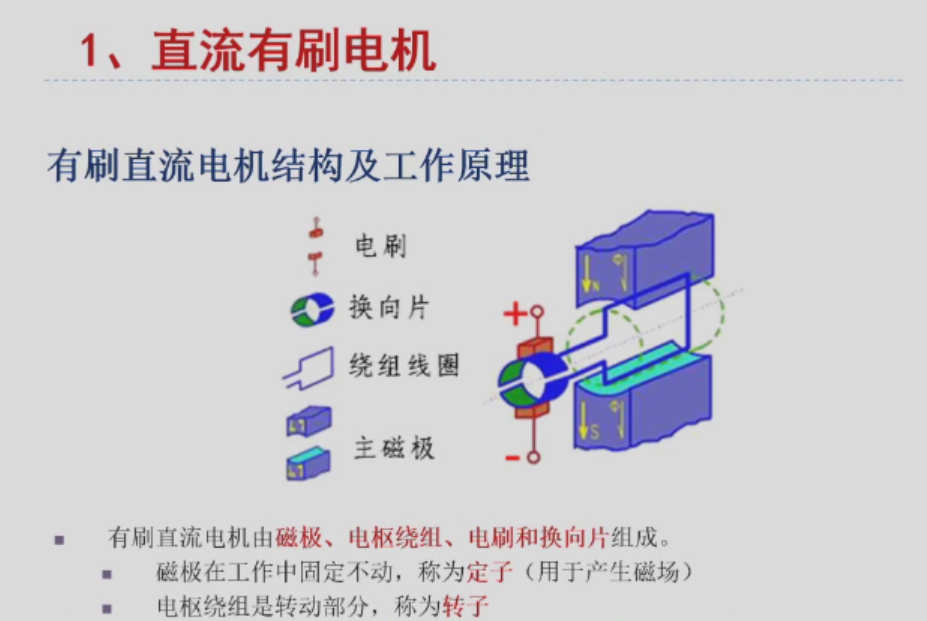 1、直流有刷电机
有刷直流电机结构及工作原理
电刷
换向片
绕组线圈
主磁极
+
N
S
-
有刷直流电机由磁极、电枢绕组、电刷和换向片组成。
磁极在工作中固定不动，称为定子（用于产生磁场）
电枢绕组是转动部分，称为转子